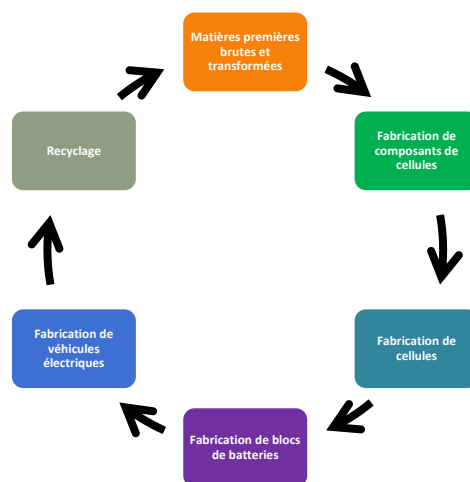 Matières premières
brutes et
transformées
Fabrication de
composants de
cellules
Fabrication de
cellules
Fabrication de blocs
de batteries
Fabrication de
véhicules
électriques
Recyclage